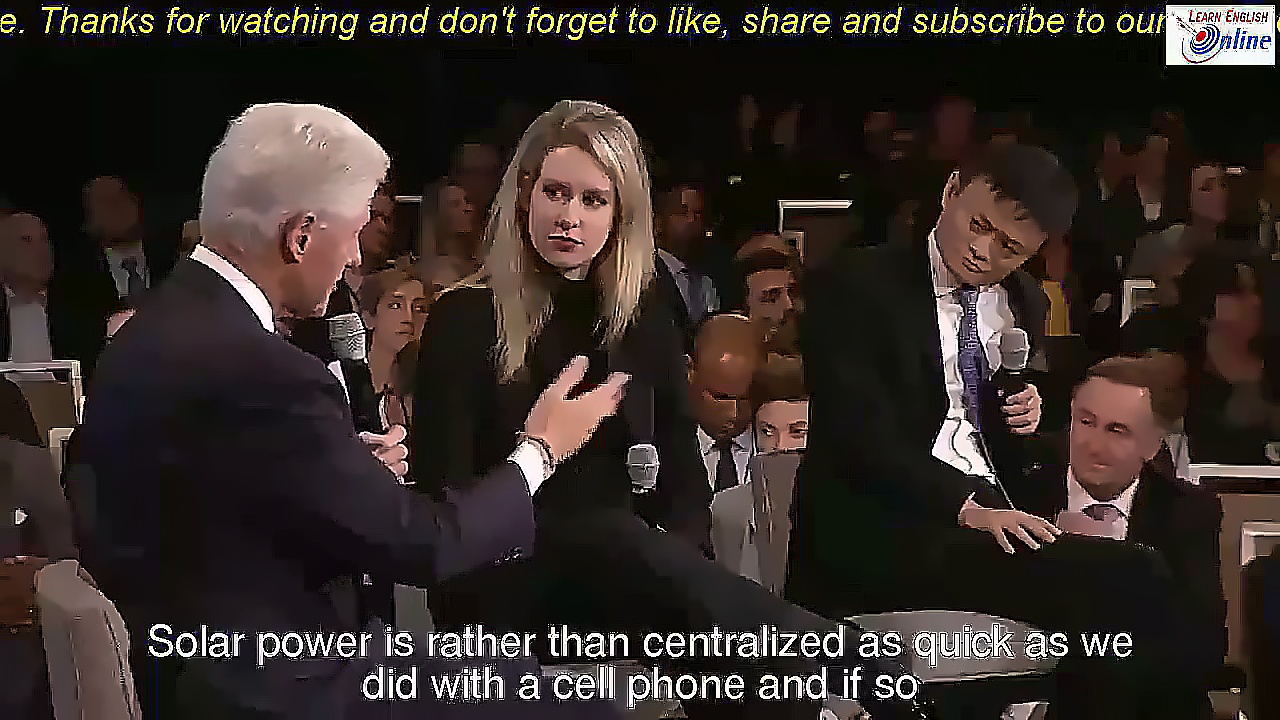 e. Thanks for watching and don't forget to like, share and subscribe to our
LEARN ENGLISH
Online
Solar power is rather than centralized as quick as we
did with a cell phone and if so